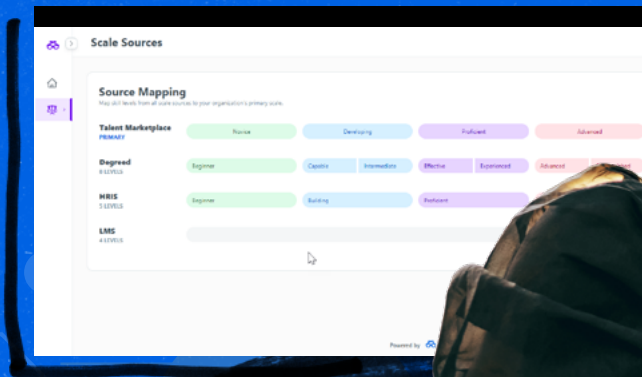 Scale Sources
Source Mapping
Map skill levels from all scale sources to your organization's primary scale.
Talent Marketplace
PRIMARY
Novice
Developing
Proficient
Advanced
Degreed
8 LEVELS
Beginner
Capable
Intermediate
Effective
Experienced
Advanced
HRIS
5 LEVELS
Beginner
Building
Proficient
LMS
4 LEVELS
Powered by